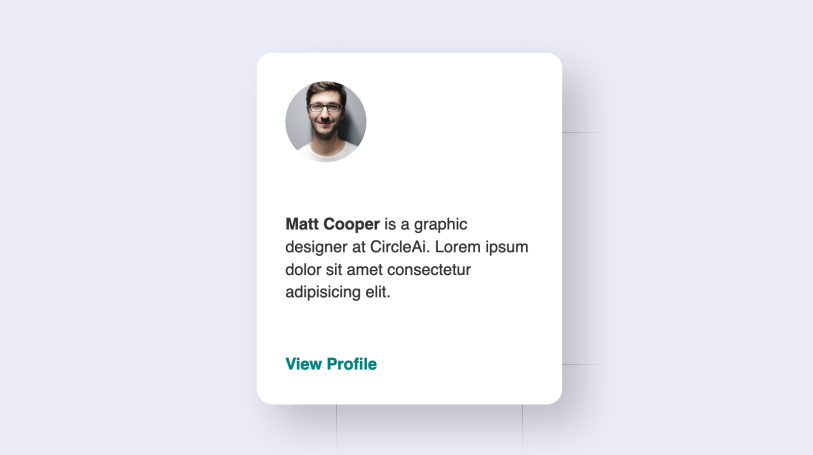 Matt Cooper is a graphic
designer at CircleAi. Lorem ipsum
dolor sit amet consectetur
adipisicing elit.
View Profile